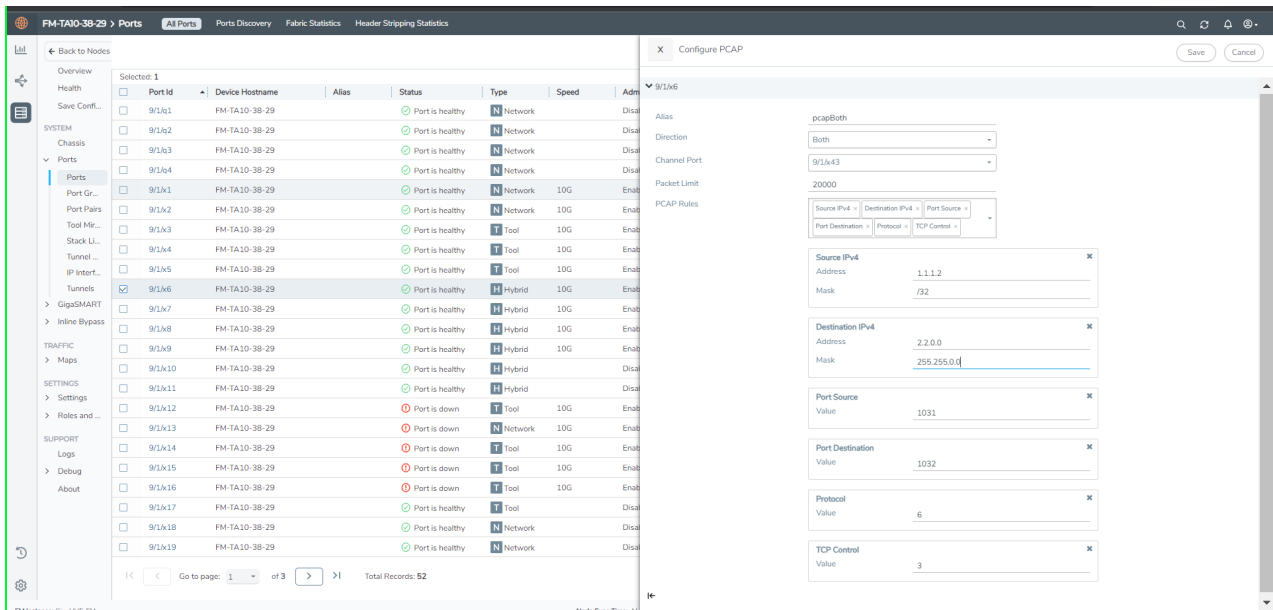 FM-TA10-38-29 > Ports All Ports Ports Discovery Fabric Statistics Header Stripping Statistics
Back to Nodes
Overview
Health
Save Confi...
SYSTEM
Chassis
Ports
Ports
Port Gr...
Port Pairs
Tool Mir...
Stack Li...
Tunnel ...
IP Interf...
Tunnels
GigaSMART
Inline Bypass
TRAFFIC
Maps
SETTINGS
Settings
Roles and ...
SUPPORT
Logs
Debug
About
Selected: 1
Port Id Device Hostname Alias Status Type Speed Adm
9/1/q1 FM-TA10-38-29 Port is healthy N Network Disal
9/1/q2 FM-TA10-38-29 Port is healthy N Network Disal
9/1/q3 FM-TA10-38-29 Port is healthy N Network Disal
9/1/q4 FM-TA10-38-29 Port is healthy N Network Disal
9/1/x1 FM-TA10-38-29 Port is healthy N Network 10G Enab
9/1/x2 FM-TA10-38-29 Port is healthy N Network 10G Enab
9/1/x3 FM-TA10-38-29 Port is healthy T Tool 10G Enab
9/1/x4 FM-TA10-38-29 Port is healthy T Tool 10G Enab
9/1/x5 FM-TA10-38-29 Port is healthy T Tool 10G Enab
9/1/x6 FM-TA10-38-29 Port is healthy H Hybrid 10G Enab
9/1/x7 FM-TA10-38-29 Port is healthy H Hybrid 10G Enab
9/1/x8 FM-TA10-38-29 Port is healthy H Hybrid 10G Enab
9/1/x9 FM-TA10-38-29 Port is healthy H Hybrid 10G Enab
9/1/x10 FM-TA10-38-29 Port is healthy H Hybrid Disal
9/1/x11 FM-TA10-38-29 Port is healthy H Hybrid Disal
9/1/x12 FM-TA10-38-29 Port is down T Tool 10G Enab
9/1/x13 FM-TA10-38-29 Port is down N Network 10G Enab
9/1/x14 FM-TA10-38-29 Port is down T Tool 10G Enab
9/1/x15 FM-TA10-38-29 Port is down T Tool 10G Enab
9/1/x16 FM-TA10-38-29 Port is down T Tool 10G Enab
9/1/x17 FM-TA10-38-29 Port is healthy T Tool Disal
9/1/x18 FM-TA10-38-29 Port is healthy N Network Disal
9/1/x19 FM-TA10-38-29 Port is healthy N Network Disal
Go to page: 1 of 3 Total Records: 52
X Configure PCAP Save Cancel
9/1/x6
Alias pcapBoth
Direction Both
Channel Port 9/1/x43
Packet Limit 20000
PCAP Rules Source IPv4 × Destination IPv4 × Port Source ×
Port Destination × Protocol × TCP Control ×
Source IPv4
Address 1.1.1.2
Mask /32
Destination IPv4
Address 2.2.0.0
Mask 255.255.0.0
Port Source
Value 1031
Port Destination
Value 1032
Protocol
Value 6
TCP Control
Value 3